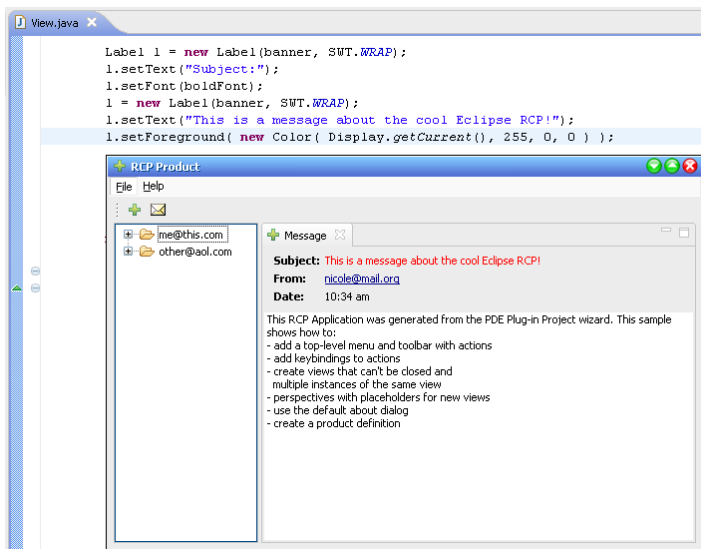 View.java
Label l = new Label(banner, SWT.WRAP);
l.setText("Subject:");
l.setFont(boldFont);
l = new Label(banner, SWT.WRAP);
l.setText("This is a message about the cool Eclipse RCP!");
l.setForeground( new Color( Display.getCurrent(), 255, 0, 0 ) );
RCP Product
File Help
me@this.com
other@aol.com
Message
Subject: This is a message about the cool Eclipse RCP!
From: nicole@mail.org
Date: 10:34 am
This RCP Application was generated from the PDE Plug-in Project wizard. This sample
shows how to:
- add a top-level menu and toolbar with actions
- add keybindings to actions
- create views that can't be closed and
multiple instances of the same view
- perspectives with placeholders for new views
- use the default about dialog
- create a product definition